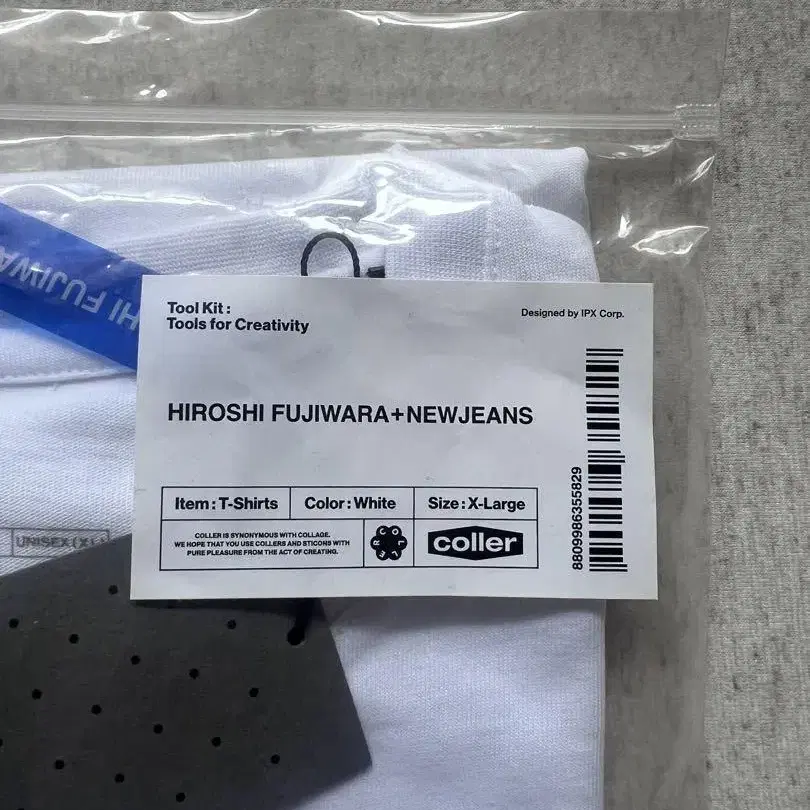 Tool Kit :
Tools for Creativity
Designed by IPX Corp.
HI FUJIWA
HIROSHI FUJIWARA+NEWJEANS
Item : T-Shirts
Color : White
Size : X-Large
COLLER IS SYNONYMOUS WITH COLLAGE.
WE HOPE THAT YOU USE COLLERS AND STICONS WITH
PURE PLEASURE FROM THE ACT OF CREATING.
coller
8809986355829
UNISEX (XL)